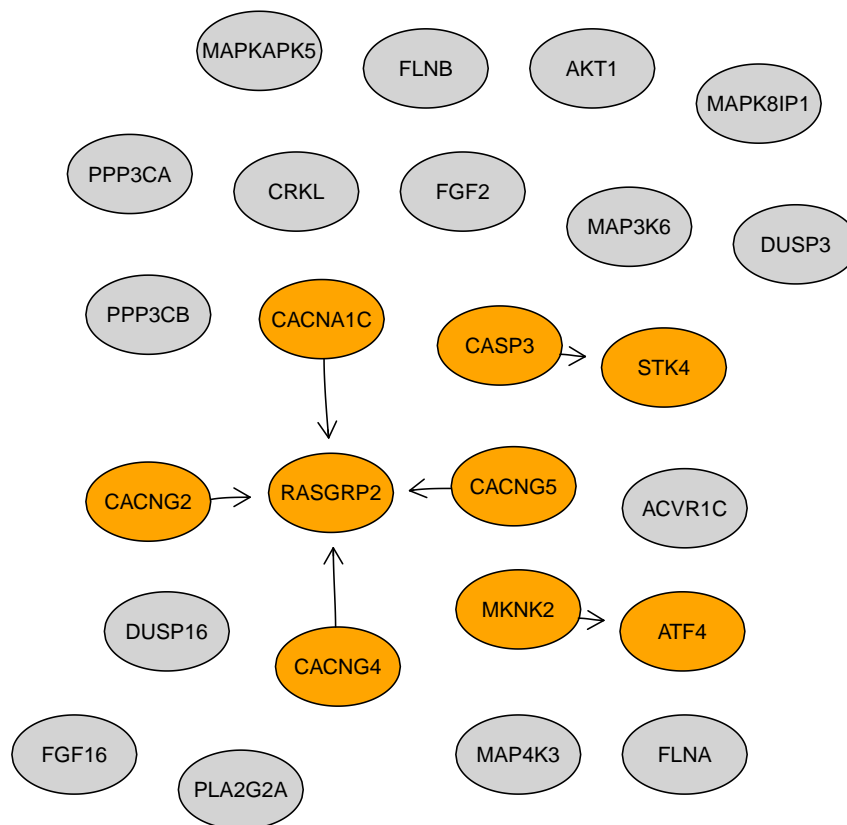 MAPKAPK5
FLNB
AKT1
MAPK8IP1
PPP3CA
CRKL
FGF2
MAP3K6
DUSP3
PPP3CB
CACNA1C
CASP3
STK4
CACNG2
RASGRP2
CACNG5
ACVR1C
DUSP16
CACNG4
MKNK2
ATF4
FGF16
PLA2G2A
MAP4K3
FLNA